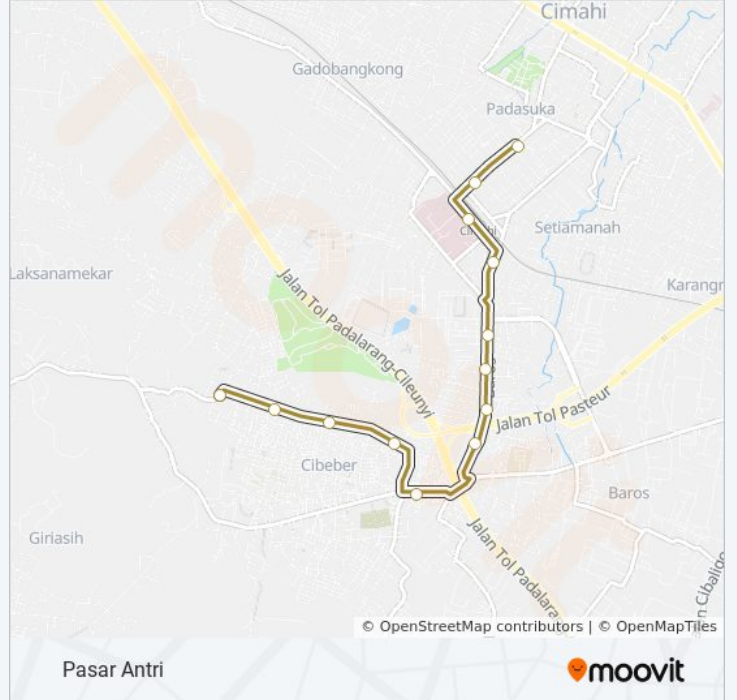 Cimahi
Gadobangkong
Padasuka
Setiamanah
Laksanamekar
Karangr
Jalan Tol Padalarang-Cileunyi
Jalan Tol Pasteur
Cibeber
Baros
Giriasih
Jalan Tol Padalara
n Cibaligo
© OpenStreetMap contributors | © OpenMapTiles
Pasar Antri
moovit